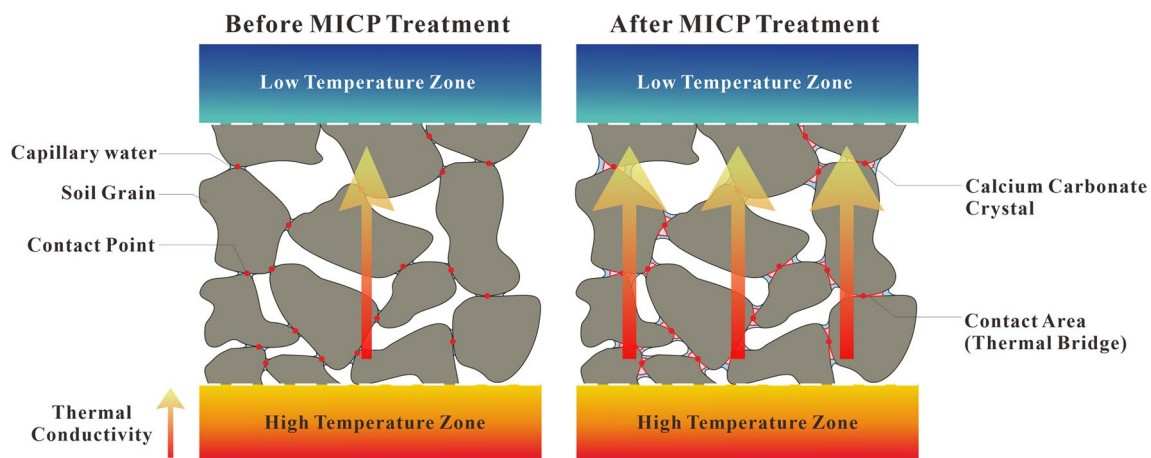 Before MICP Treatment
Low Temperature Zone
Capillary water
Soil Grain
Contact Point
High Temperature Zone
Thermal
Conductivity
After MICP Treatment
Low Temperature Zone
Calcium Carbonate
Crystal
Contact Area
(Thermal Bridge)
High Temperature Zone